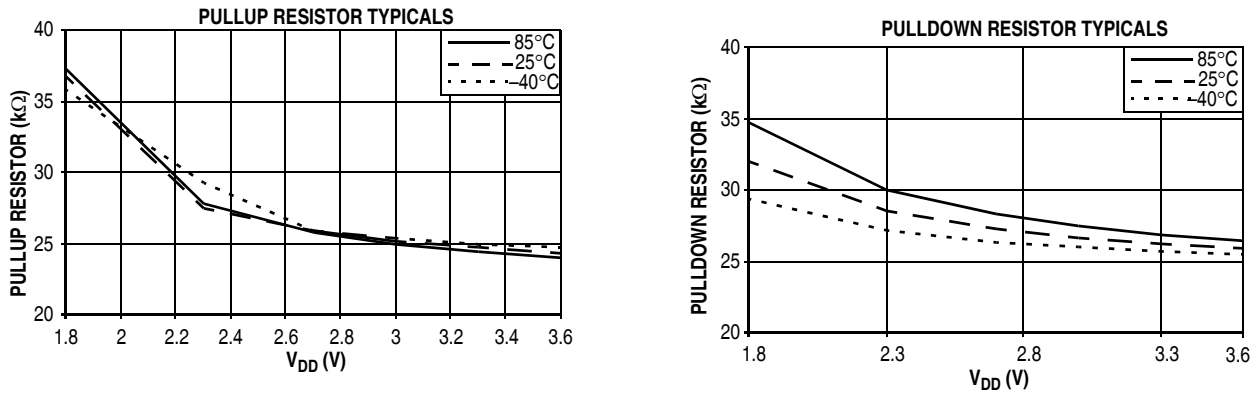 PULLUP RESISTOR TYPICALS
PULLUP RESISTOR (kΩ)
40
35
30
25
20
1.8 2 2.2 2.4 2.6 2.8 3 3.2 3.4 3.6
V_DD (V)
85°C
25°C
–40°C
PULLDOWN RESISTOR TYPICALS
PULLDOWN RESISTOR (kΩ)
40
35
30
25
20
1.8 2.3 2.8 3.3 3.6
V_DD (V)
85°C
25°C
–40°C